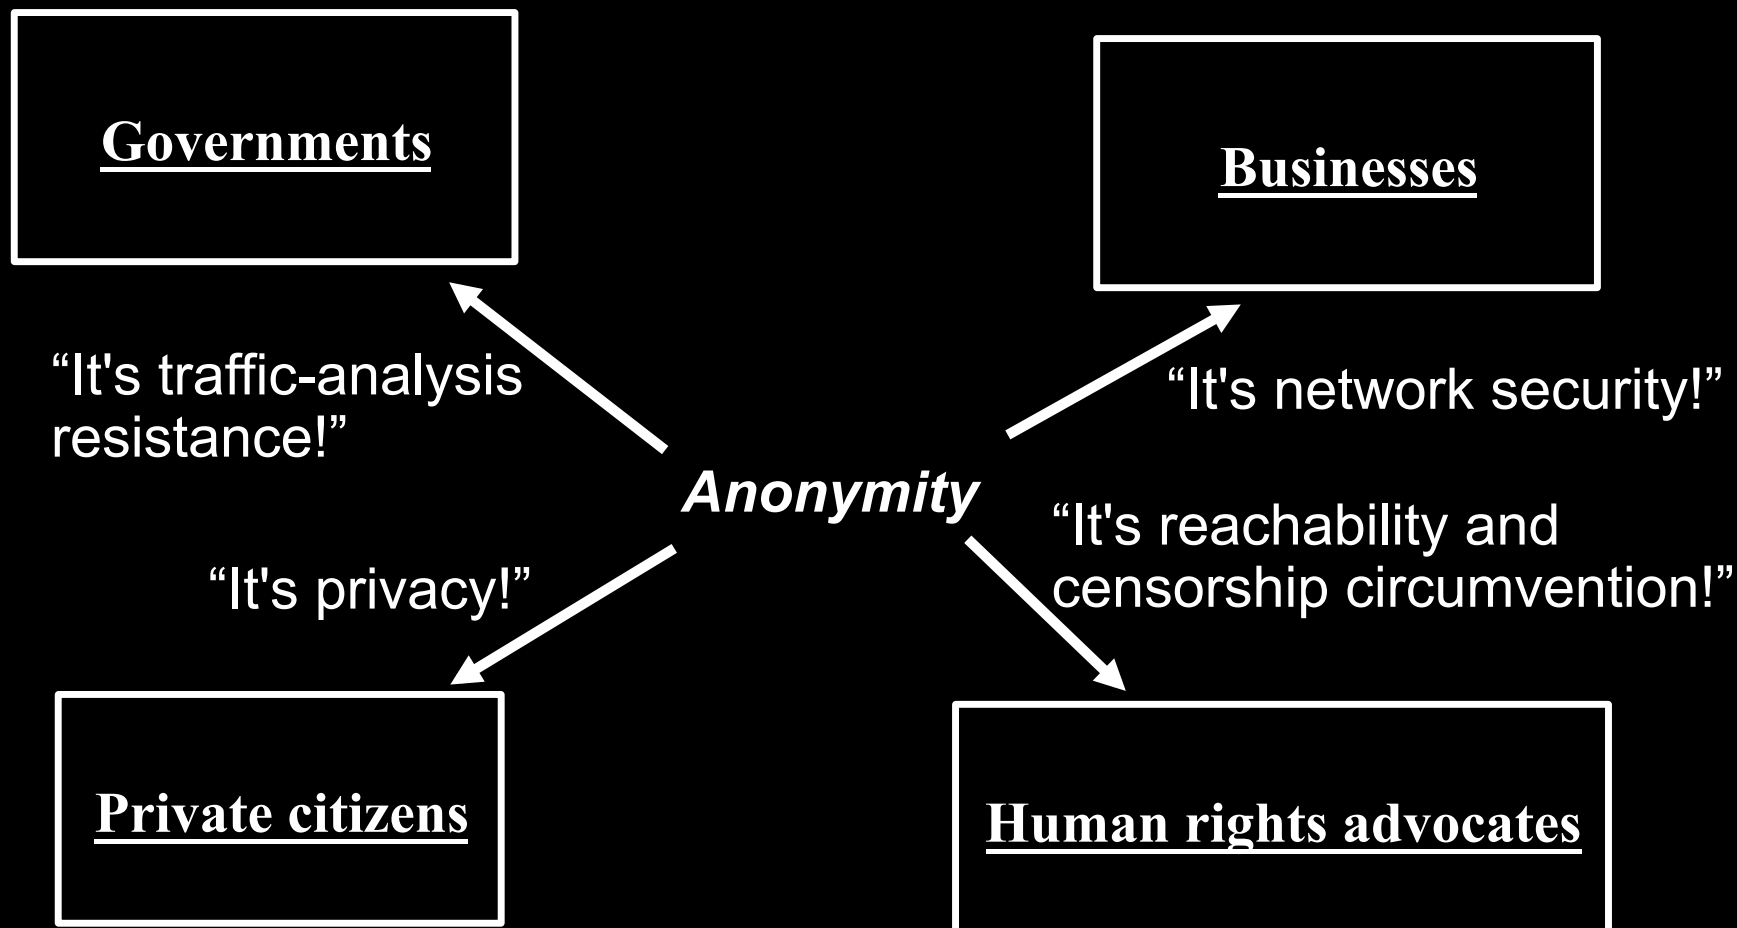 Governments
Businesses
“It's traffic-analysis
resistance!”
“It's network security!”
Anonymity
“It's reachability and
censorship circumvention!”
“It's privacy!”
Private citizens
Human rights advocates